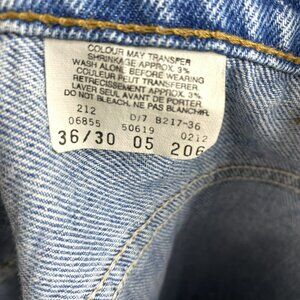 COLOUR MAY TRANSFER
SHRINKAGE APPROX. 3%
WASH ALONE BEFORE WEARING
COULEUR PEUT TRANSFERER
RETRECISSEMENT APPROX. 3%
LAVER SEUL AVANT DE PORTER.
DO NOT BLEACH. NE PAS BLANCHIR.
212 D/7 B217-36
06855 50619 0212
36/30 05 206